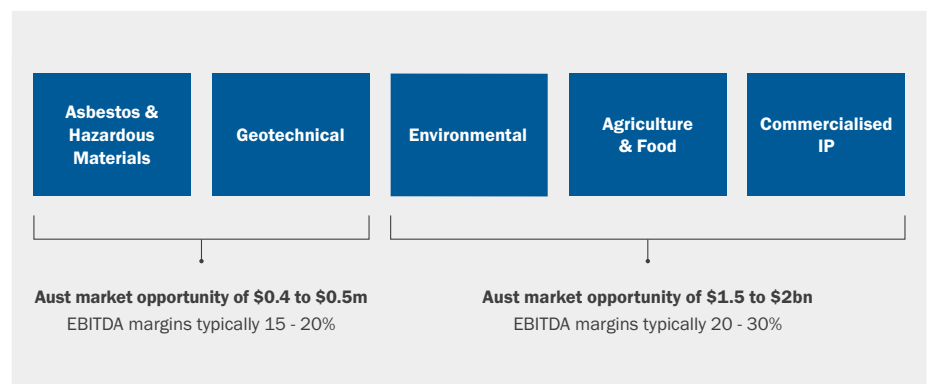 Asbestos &
Hazardous
Materials
Geotechnical
Environmental
Agriculture
& Food
Commercialised
IP
Aust market opportunity of $0.4 to $0.5m
EBITDA margins typically 15 - 20%
Aust market opportunity of $1.5 to $2bn
EBITDA margins typically 20 - 30%